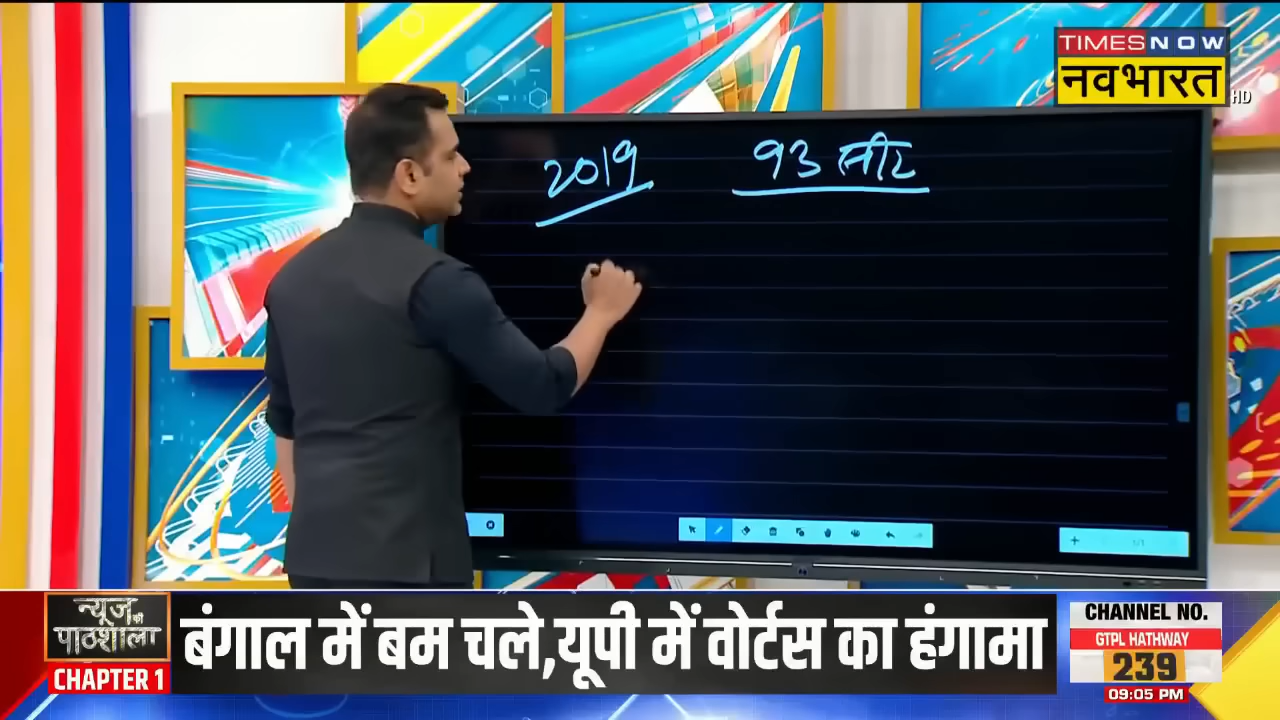 TIMES NOW
नवभारत
HD
2019 93 सीट
न्यूज़ की
पाठशाला
CHAPTER 1
बंगाल में बम चले,यूपी में वोर्टस का हंगामा
CHANNEL NO.
GTPL HATHWAY
239
09:05 PM